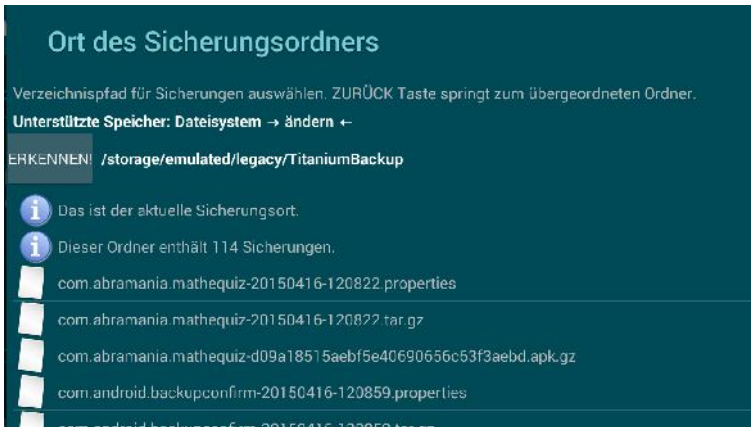 Ort des Sicherungsordners
Verzeichnispfad für Sicherungen auswählen. ZURÜCK Taste springt zum übergeordneten Ordner.
Unterstützte Speicher: Dateisystem → ändern ←
ERKENNEN! /storage/emulated/legacy/TitaniumBackup
Das ist der aktuelle Sicherungsort.
Dieser Ordner enthält 114 Sicherungen.
com.abramania.mathequiz-20150416-120822.properties
com.abramania.mathequiz-20150416-120822.tar.gz
com.abramania.mathequiz-d09a18515aebf5e40690656c63f3aebd.apk.gz
com.android.backupconfirm-20150416-120859.properties